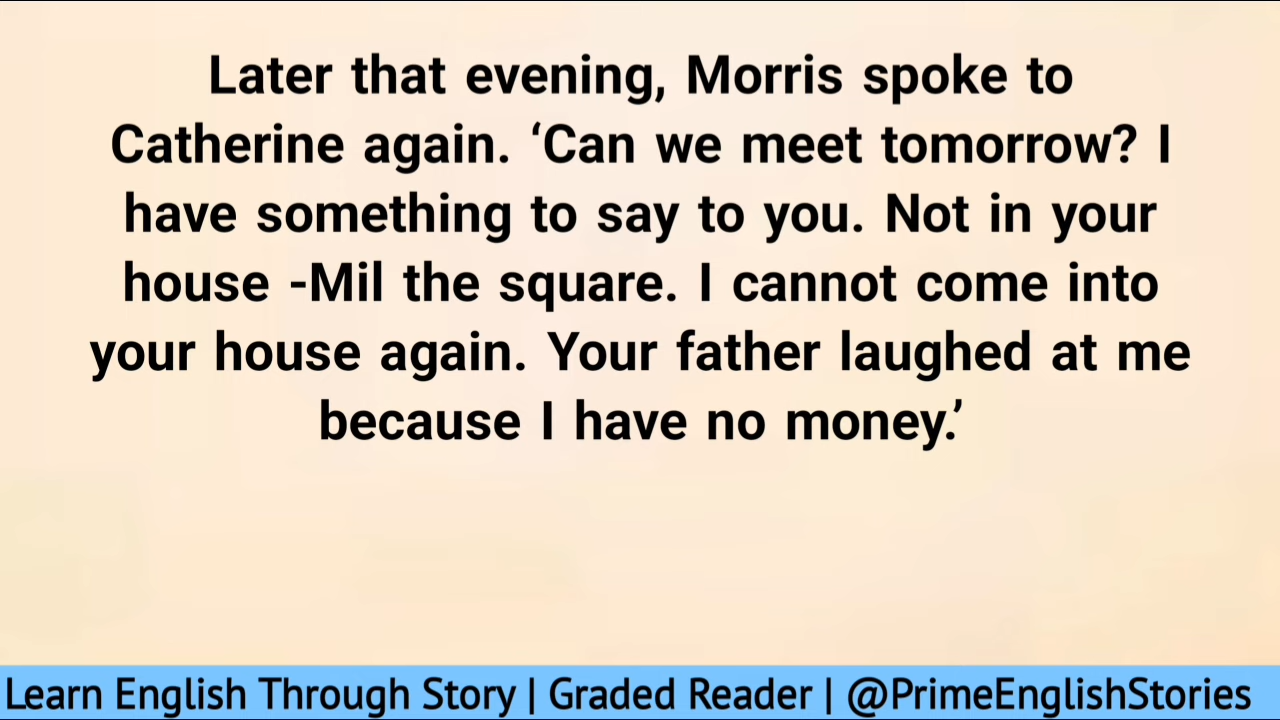 Later that evening, Morris spoke to
Catherine again. ‘Can we meet tomorrow? I
have something to say to you. Not in your
house -Mil the square. I cannot come into
your house again. Your father laughed at me
because I have no money.’
Learn English Through Story | Graded Reader | @PrimeEnglishStories